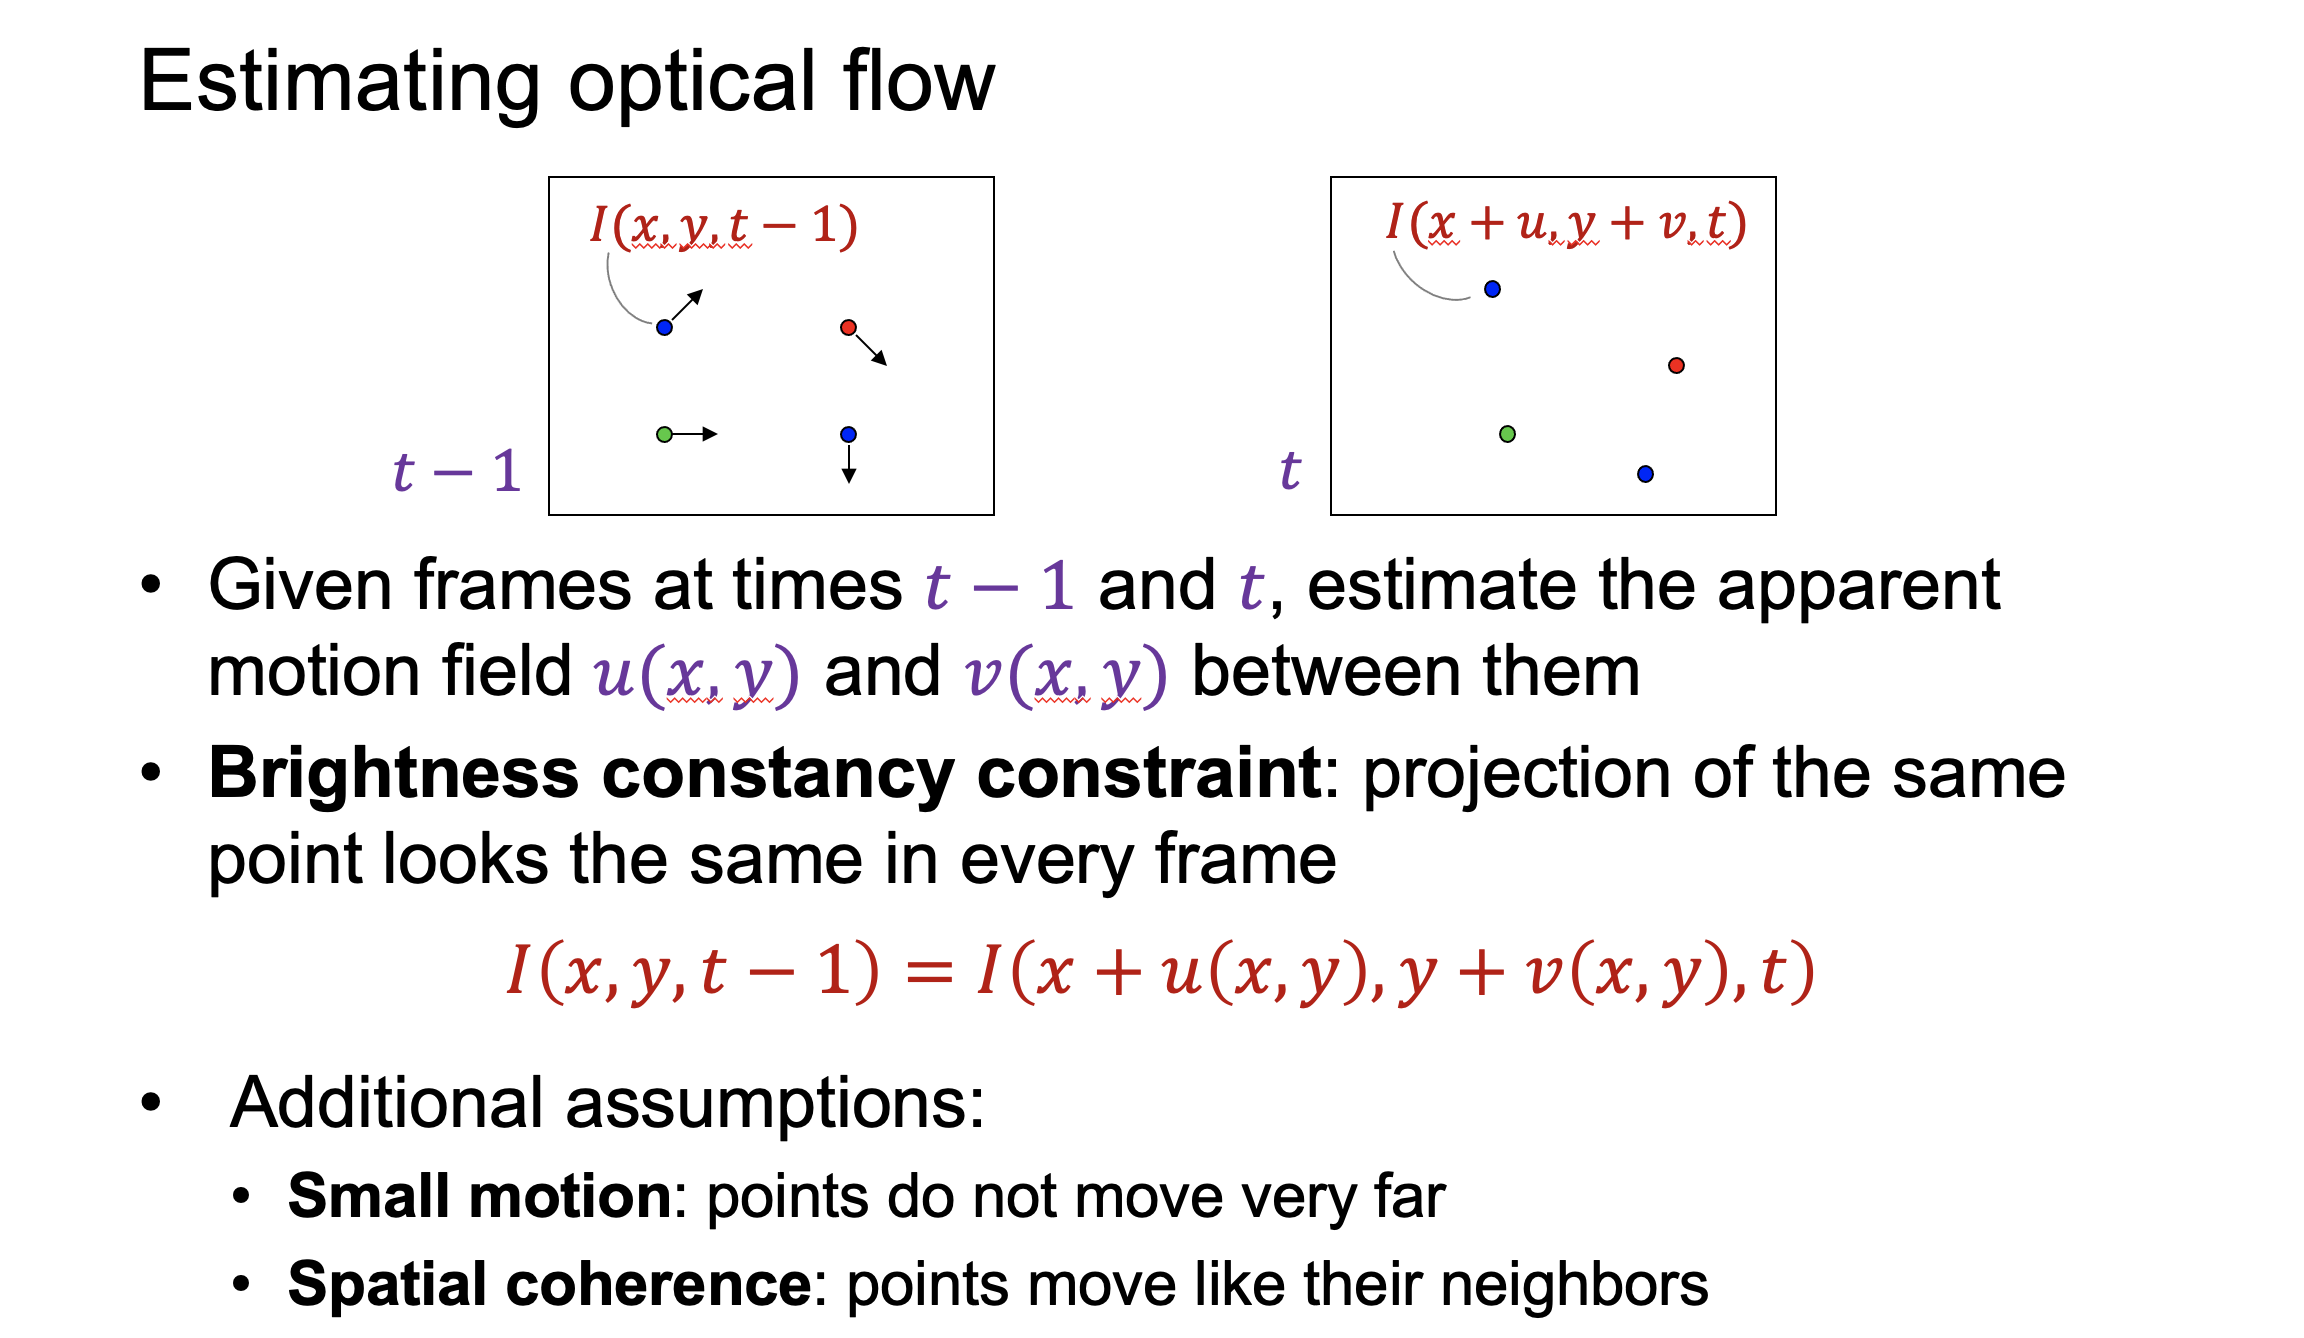 Estimating optical flow
I(x, y, t − 1)
I(x + u, y + v, t)
t − 1
t
• Given frames at times t − 1 and t, estimate the apparent
motion field u(x, y) and v(x, y) between them
• Brightness constancy constraint: projection of the same
point looks the same in every frame
I(x, y, t − 1) = I(x + u(x, y), y + v(x, y), t)
• Additional assumptions:
• Small motion: points do not move very far
• Spatial coherence: points move like their neighbors